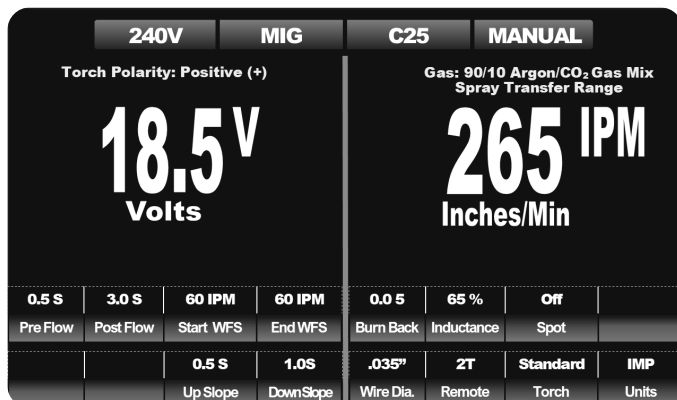 240V MIG C25 MANUAL
Torch Polarity: Positive (+)
18.5 V
Volts
Gas: 90/10 Argon/CO₂ Gas Mix
Spray Transfer Range
265 IPM
Inches/Min
0.5 S 3.0 S 60 IPM 60 IPM 0.0 5 65 % Off
Pre Flow Post Flow Start WFS End WFS Burn Back Inductance Spot
0.5 S 1.0S .035” 2T Standard IMP
Up Slope Down Slope Wire Dia. Remote Torch Units